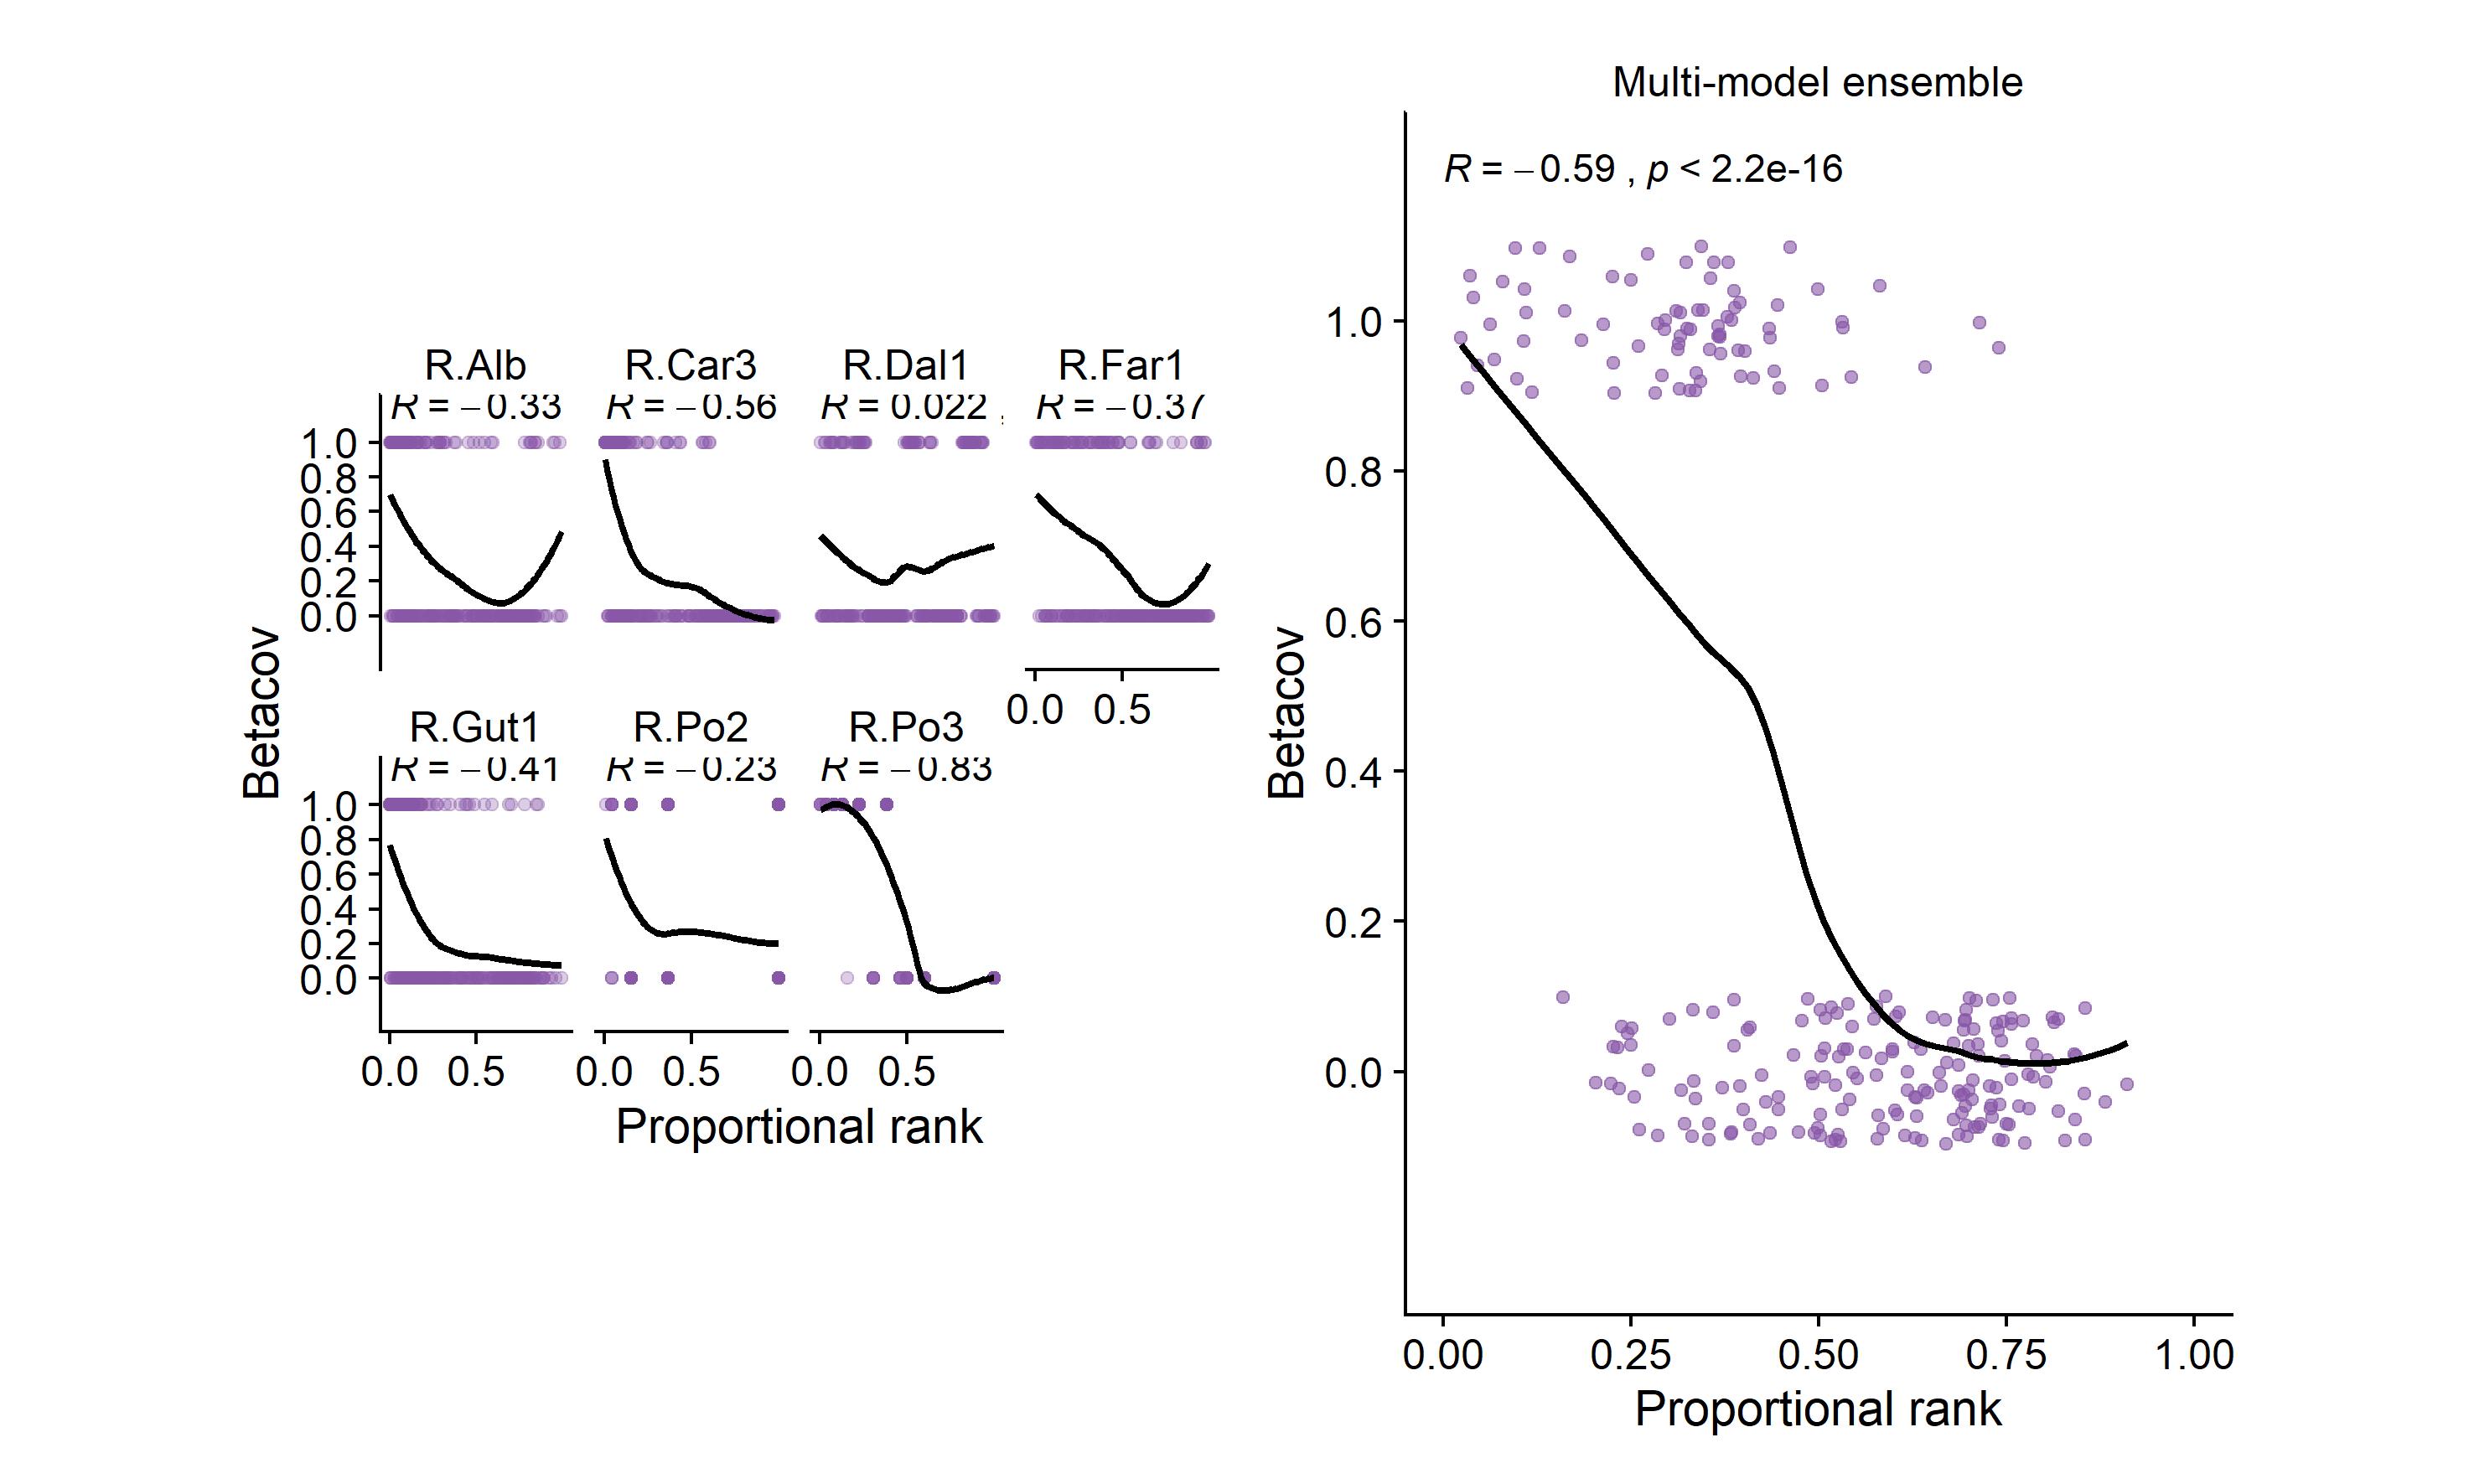 Multi-model ensemble
R = −0.59 , p < 2.2e-16
R.Alb R.Car3 R.Dal1 R.Far1
R = −0.33 R = −0.56 R = 0.022 , R = −0.37
1.0
0.8
0.6
0.4
0.2
0.0
0.0 0.5
R.Gut1 R.Po2 R.Po3
R = −0.41 R = −0.23 R = −0.83
1.0
0.8
0.6
0.4
0.2
0.0
0.0 0.5 0.0 0.5 0.0 0.5
Betacov
Proportional rank
1.0
0.8
0.6
0.4
0.2
0.0
Betacov
0.00 0.25 0.50 0.75 1.00
Proportional rank